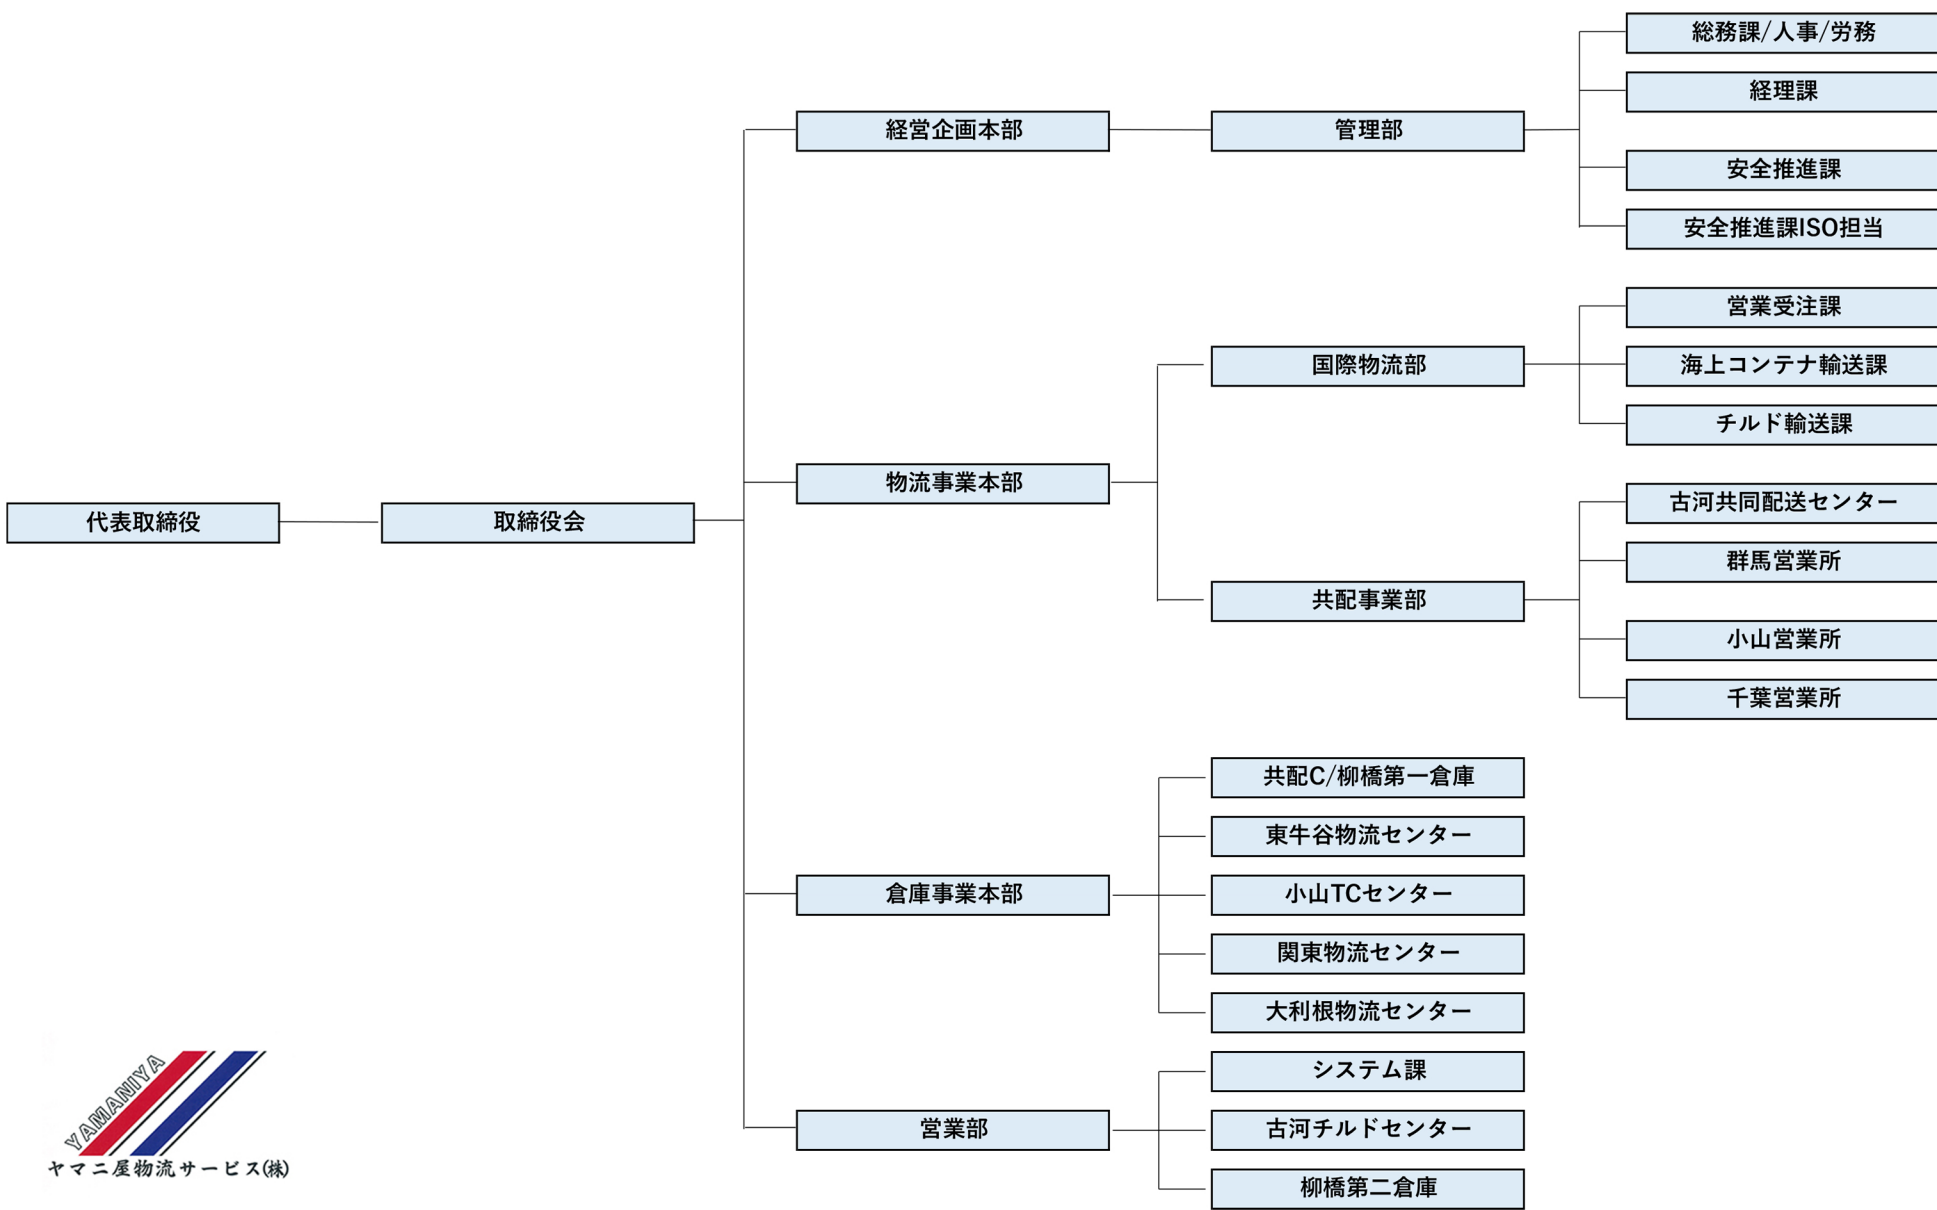 代表取締役
取締役会
経営企画本部
管理部
総務課/人事/労務
経理課
安全推進課
安全推進課ISO担当
物流事業本部
国際物流部
営業受注課
海上コンテナ輸送課
チルド輸送課
共配事業部
古河共同配送センター
群馬営業所
小山営業所
千葉営業所
倉庫事業本部
共配C/柳橋第一倉庫
東牛谷物流センター
小山TCセンター
関東物流センター
大利根物流センター
営業部
システム課
古河チルドセンター
柳橋第二倉庫
YAMANIYA
ヤマニ屋物流サービス㈱